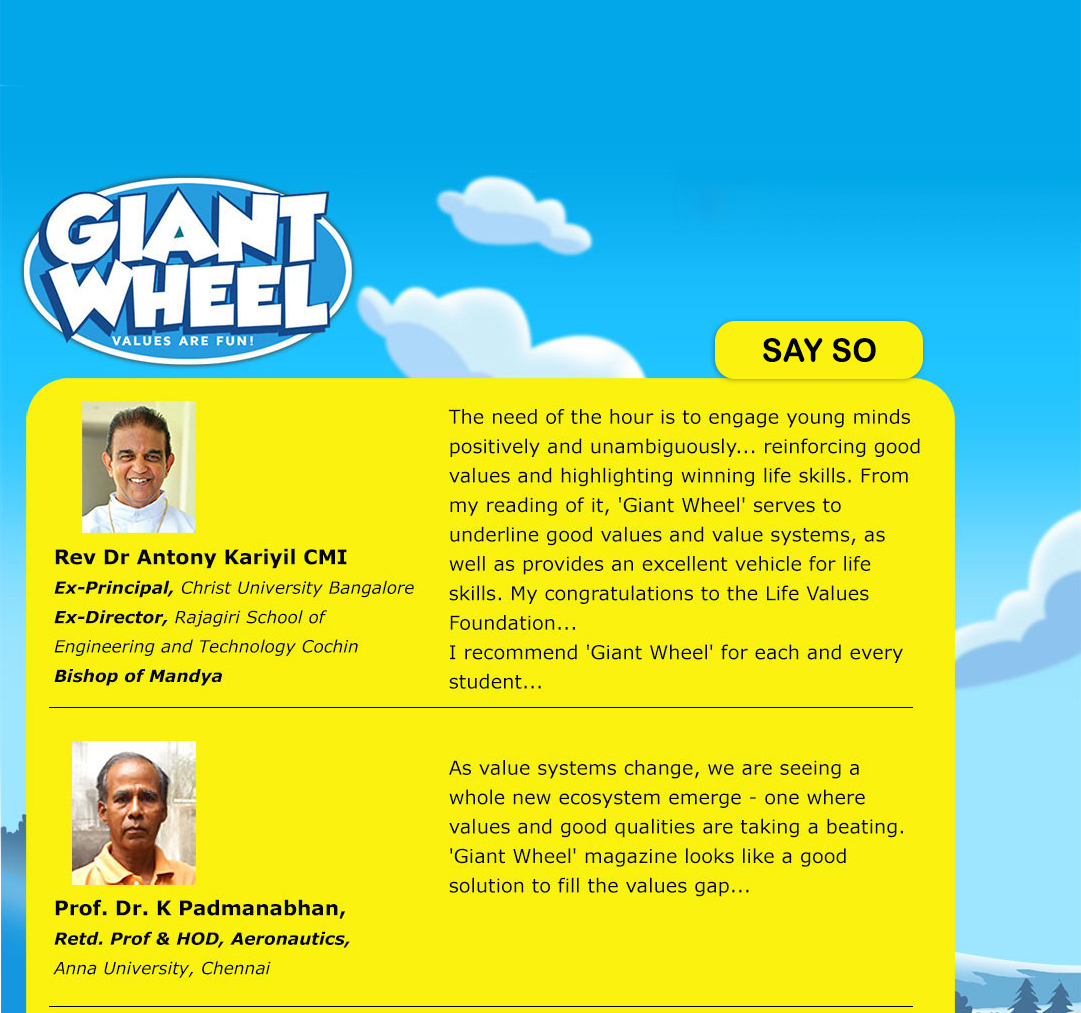 GIANT
WHEEL
VALUES ARE FUN!
SAY SO
Rev Dr Antony Kariyil CMI
Ex-Principal, Christ University Bangalore
Ex-Director, Rajagiri School of
Engineering and Technology Cochin
Bishop of Mandya
The need of the hour is to engage young minds
positively and unambiguously... reinforcing good
values and highlighting winning life skills. From
my reading of it, 'Giant Wheel' serves to
underline good values and value systems, as
well as provides an excellent vehicle for life
skills. My congratulations to the Life Values
Foundation...
I recommend 'Giant Wheel' for each and every
student...
Prof. Dr. K Padmanabhan,
Retd. Prof & HOD, Aeronautics,
Anna University, Chennai
As value systems change, we are seeing a
whole new ecosystem emerge - one where
values and good qualities are taking a beating.
'Giant Wheel' magazine looks like a good
solution to fill the values gap...